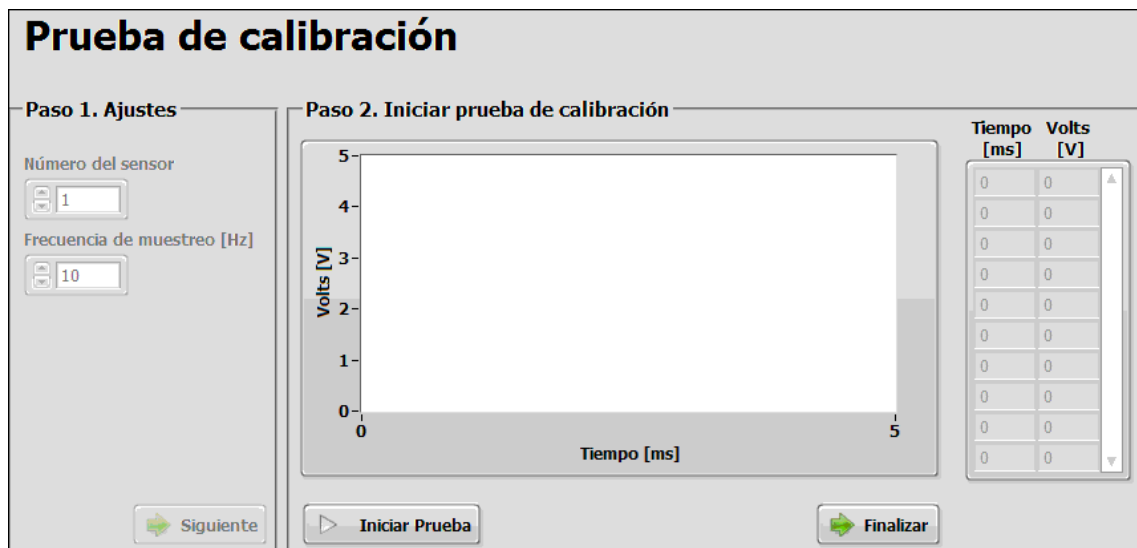 Prueba de calibración
Paso 1. Ajustes
Número del sensor
1
Frecuencia de muestreo [Hz]
10
Siguiente
Paso 2. Iniciar prueba de calibración
5
4
3
2
1
0
Volts [V]
0 5
Tiempo [ms]
Iniciar Prueba
Finalizar
Tiempo Volts
[ms] [V]
0 0
0 0
0 0
0 0
0 0
0 0
0 0
0 0
0 0
0 0